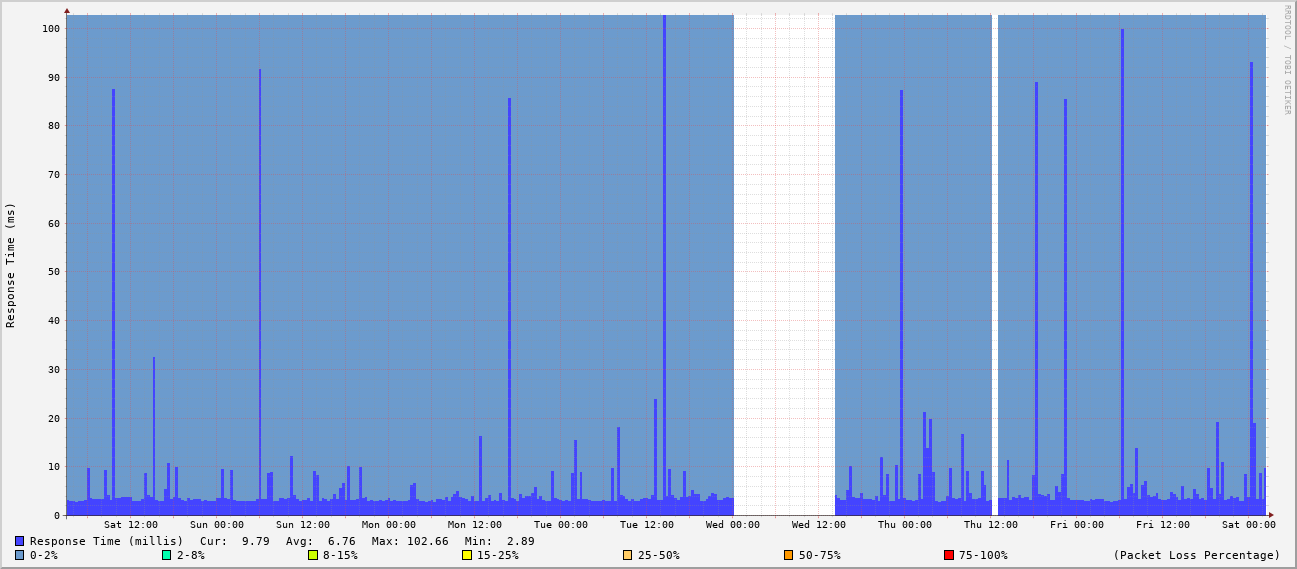 RRDTOOL / TOBI OETIKER
Response Time (ms)
100
90
80
70
60
50
40
30
20
10
0
Sat 12:00 Sun 00:00 Sun 12:00 Mon 00:00 Mon 12:00 Tue 00:00 Tue 12:00 Wed 00:00 Wed 12:00 Thu 00:00 Thu 12:00 Fri 00:00 Fri 12:00 Sat 00:00
Response Time (millis) Cur: 9.79 Avg: 6.76 Max: 102.66 Min: 2.89
0-2% 2-8% 8-15% 15-25% 25-50% 50-75% 75-100% (Packet Loss Percentage)